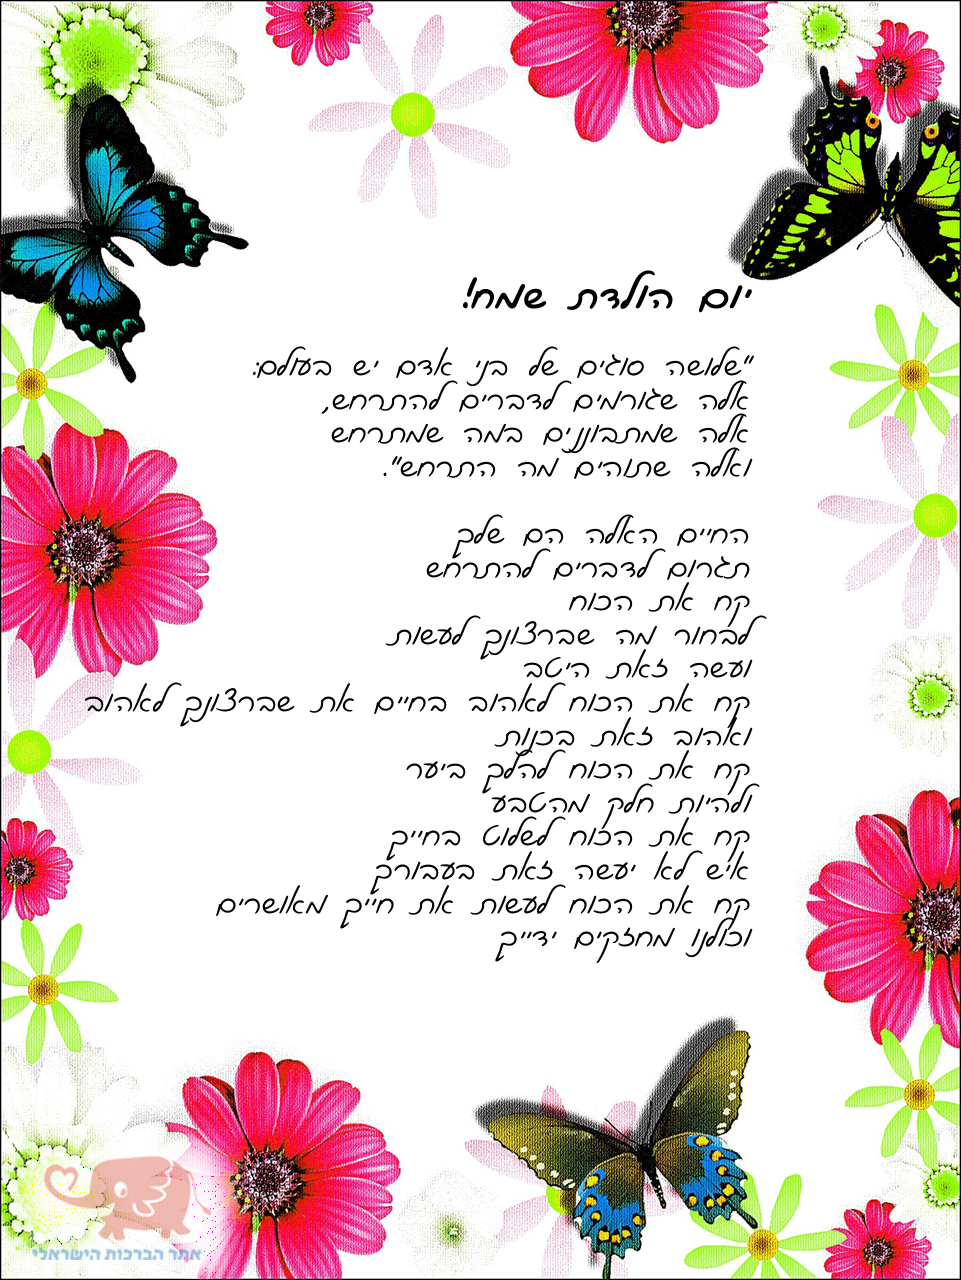 יום הולדת שמח!
"שלושה סוגים של בני אדם יש בעולם:
אלה שגורמים לדברים להתרחש,
אלה שמתבוננים במה שמתרחש
ואלה שתוהים מה התרחש".
החיים האלה הם שלך
תגרום לדברים להתרחש
קח את הכוח
לבחור מה שברצונך לעשות
ועשה זאת היטב
קח את הכוח לאהוב בחיים את שברצונך לאהוב
ואהוב זאת בכנות
קח את הכוח להלך ביער
ולהיות חלק מהטבע
קח את הכוח לשלוט בחייך
איש לא יעשה זאת בעבורך
קח את הכוח לעשות את חייך מאושרים
וכולנו מחזקים ידייך
אתר הברכות הישראלי